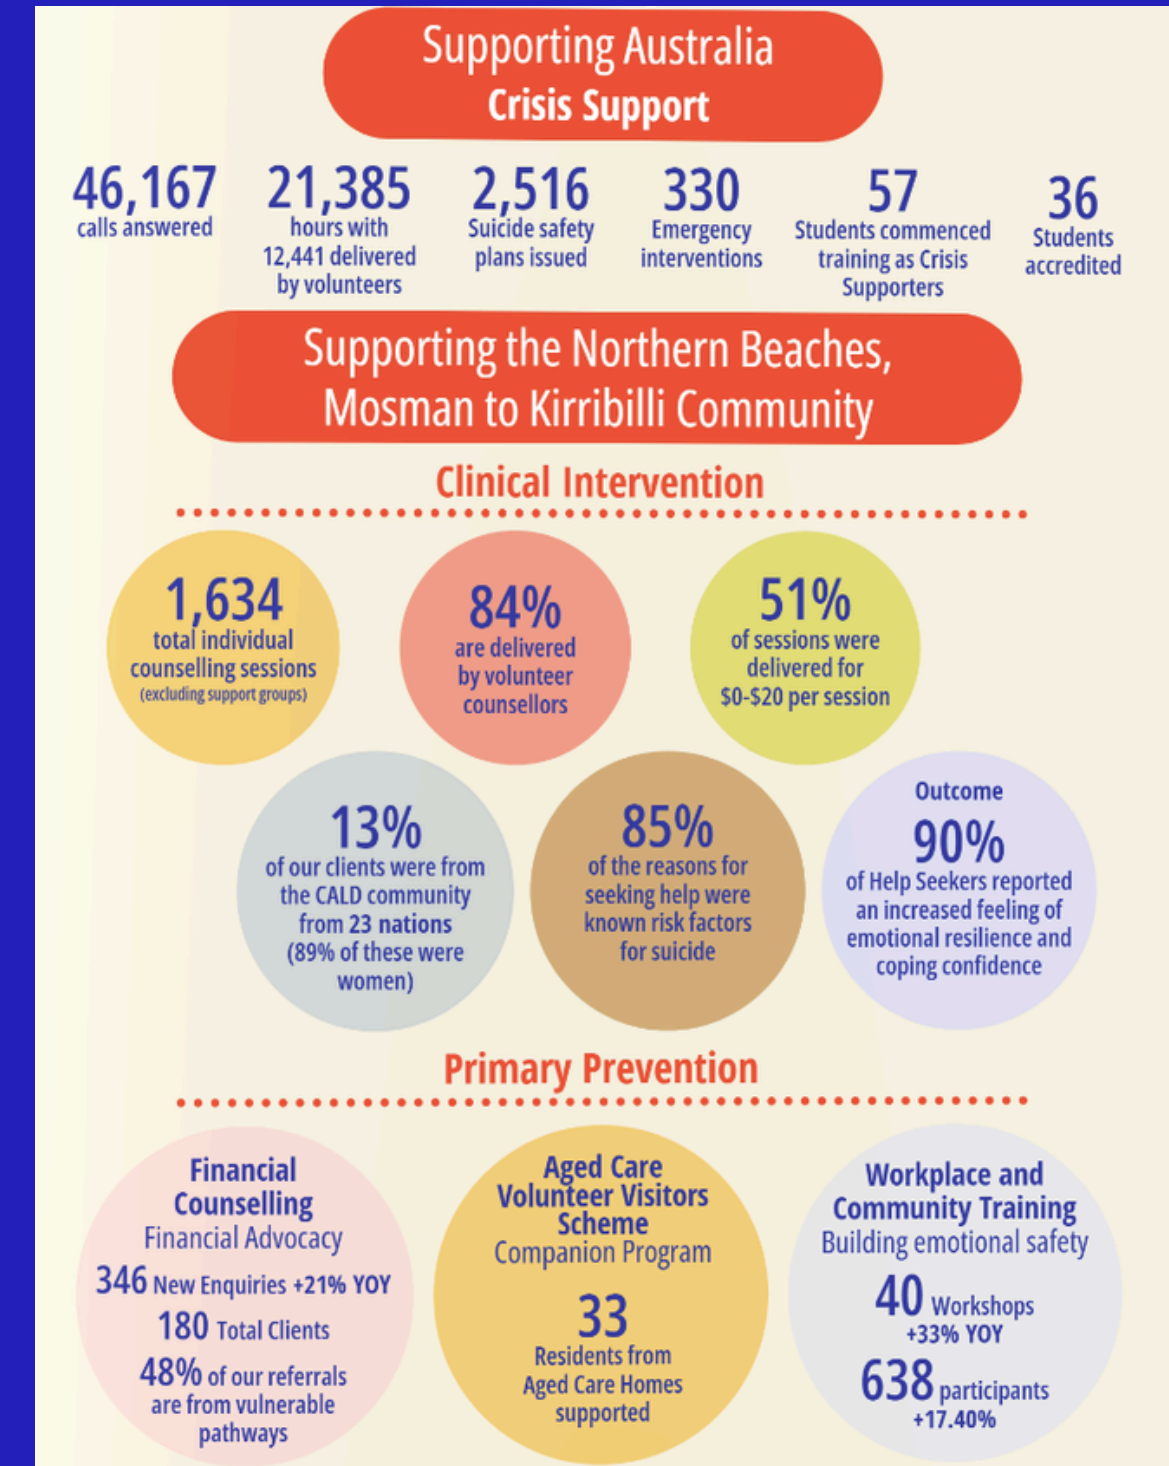 Supporting Australia
Crisis Support
46,167
calls answered
21,385
hours with
12,441 delivered
by volunteers
2,516
Suicide safety
plans issued
330
Emergency
interventions
57
Students commenced
training as Crisis
Supporters
36
Students
accredited
Supporting the Northern Beaches,
Mosman to Kirribilli Community
Clinical Intervention
1,634
total individual
counselling sessions
(excluding support groups)
84%
are delivered
by volunteer
counsellors
51%
of sessions were
delivered for
$0-$20 per session
13%
of our clients were from
the CALD community
from 23 nations
(89% of these were
women)
85%
of the reasons for
seeking help were
known risk factors
for suicide
Outcome
90%
of Help Seekers reported
an increased feeling of
emotional resilience and
coping confidence
Primary Prevention
Financial
Counselling
Financial Advocacy
346 New Enquiries +21% YOY
180 Total Clients
48% of our referrals
are from vulnerable
pathways
Aged Care
Volunteer Visitors
Scheme
Companion Program
33
Residents from
Aged Care Homes
supported
Workplace and
Community Training
Building emotional safety
40 Workshops
+33% YOY
638 participants
+17.40%